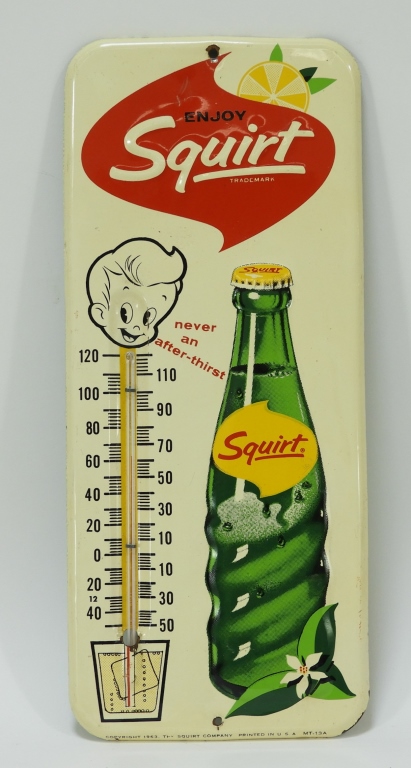 ENJOY
Squirt
TRADEMARK
SQUIRT
never
an
after-thirst
120
110
100
90
80
70
60
50
40
30
20
10
0
10
20
30
12
40
50
Squirt®
COPYRIGHT 1963, THE SQUIRT COMPANY PRINTED IN U.S.A. MT-13A